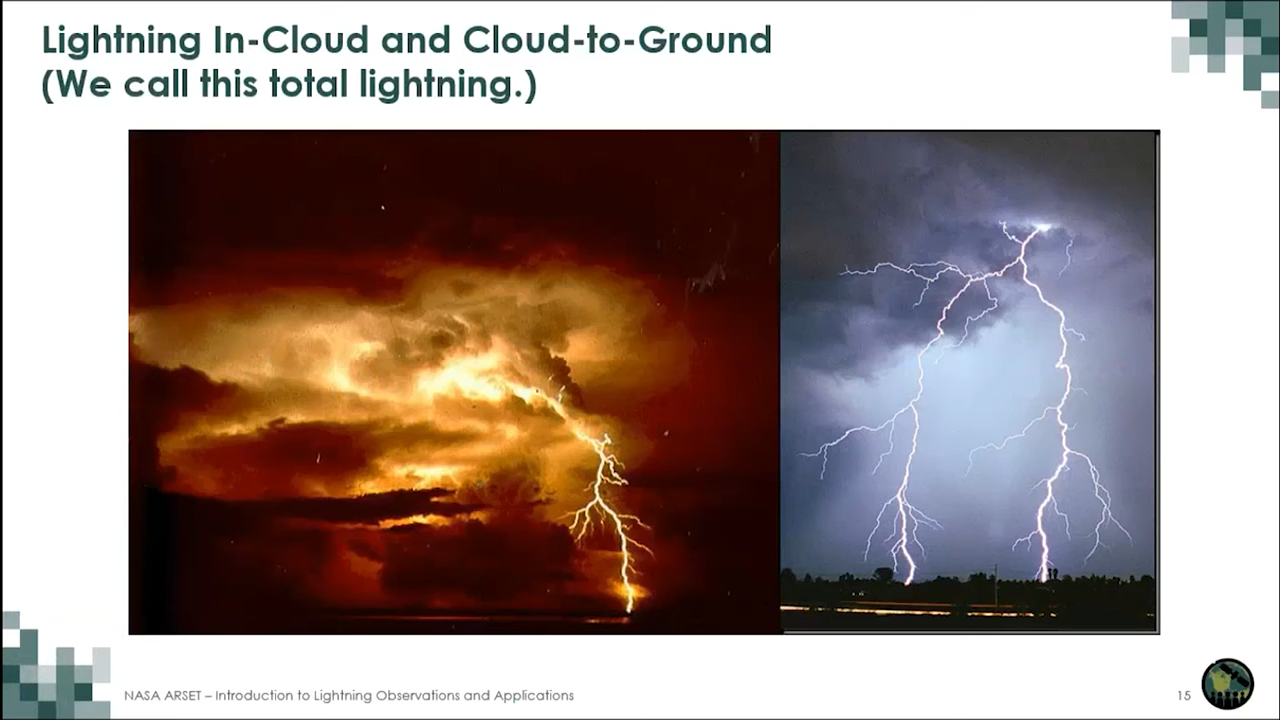 Lightning In-Cloud and Cloud-to-Ground
(We call this total lightning.)
NASA ARSET – Introduction to Lightning Observations and Applications
15